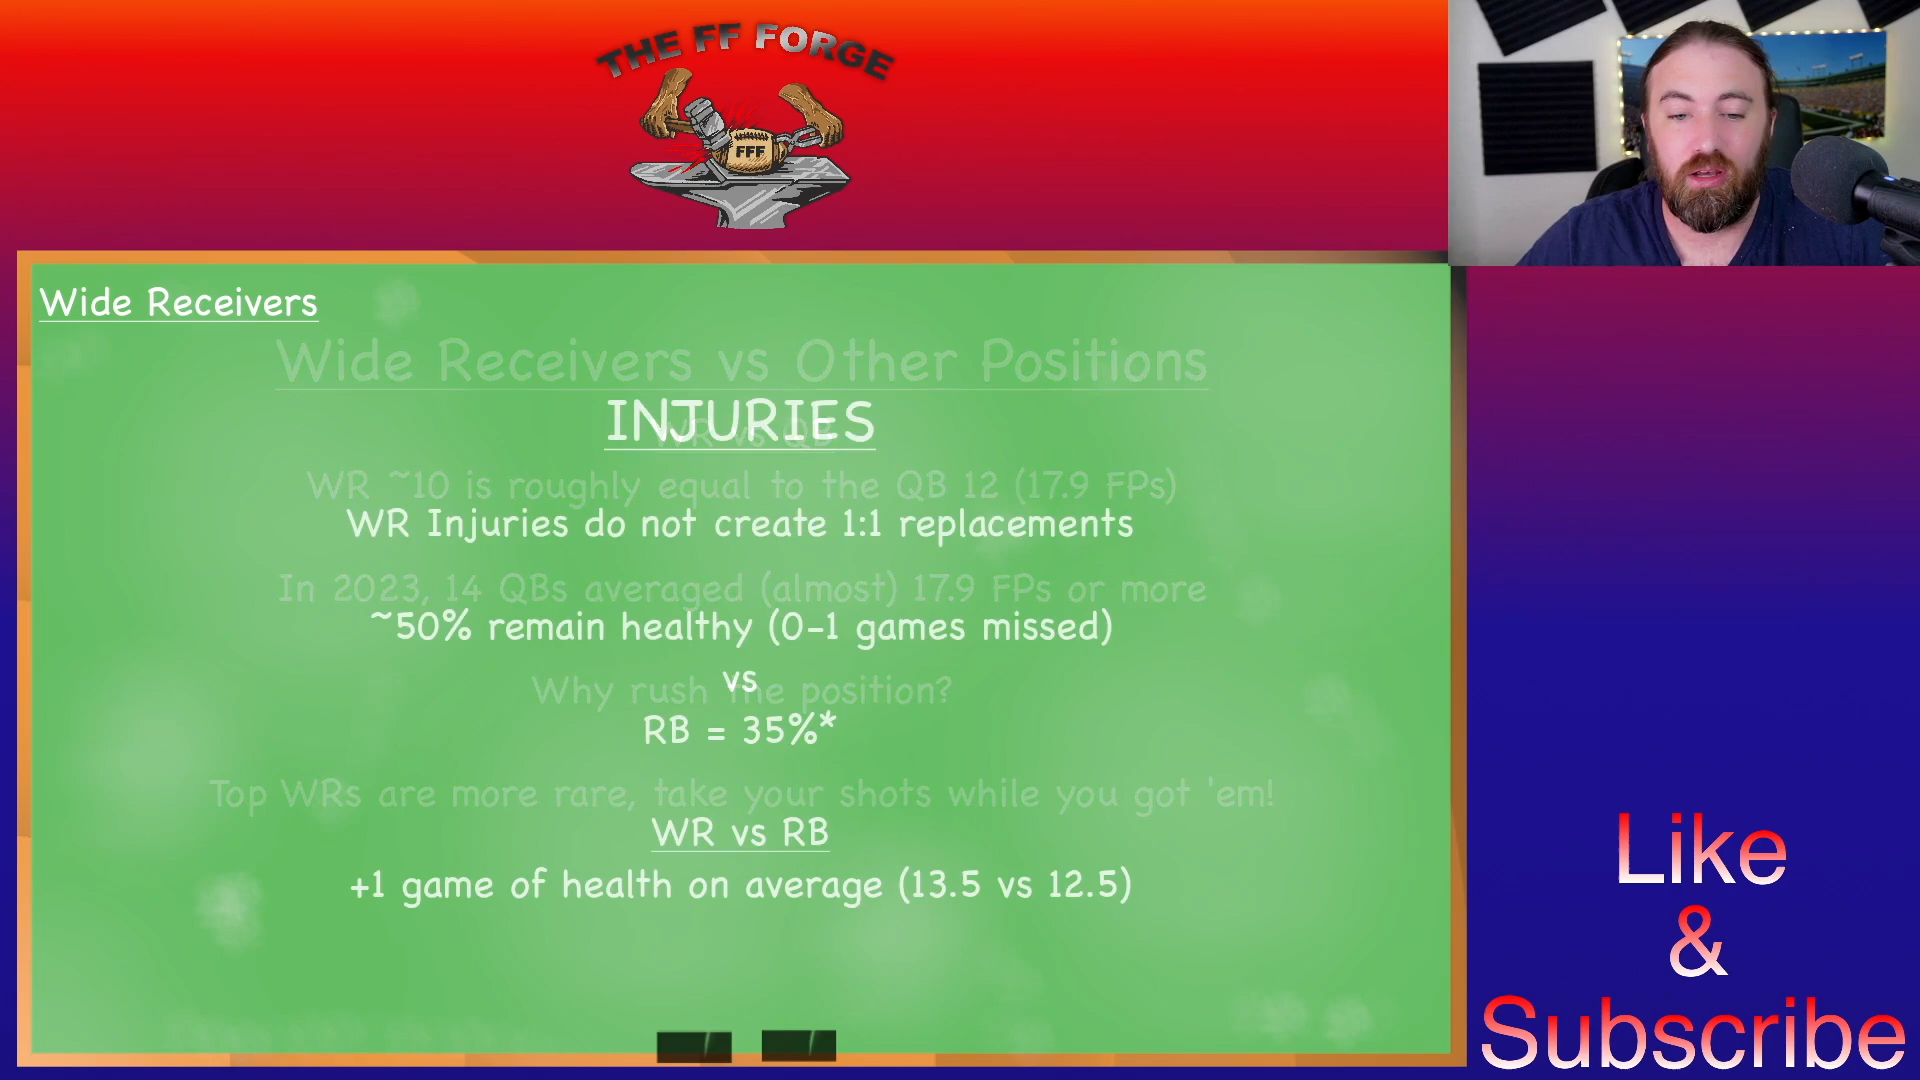 THE FF FORGE
FFF
Wide Receivers
Wide Receivers vs Other Positions
INJURIES
WR vs QB
WR ~10 is roughly equal to the QB 12 (17.9 FPs)
WR Injuries do not create 1:1 replacements
In 2023, 14 QBs averaged (almost) 17.9 FPs or more
~50% remain healthy (0-1 games missed)
vs
Why rush the position?
RB = 35%*
Top WRs are more rare, take your shots while you got 'em!
WR vs RB
+1 game of health on average (13.5 vs 12.5)
Like
&
Subscribe